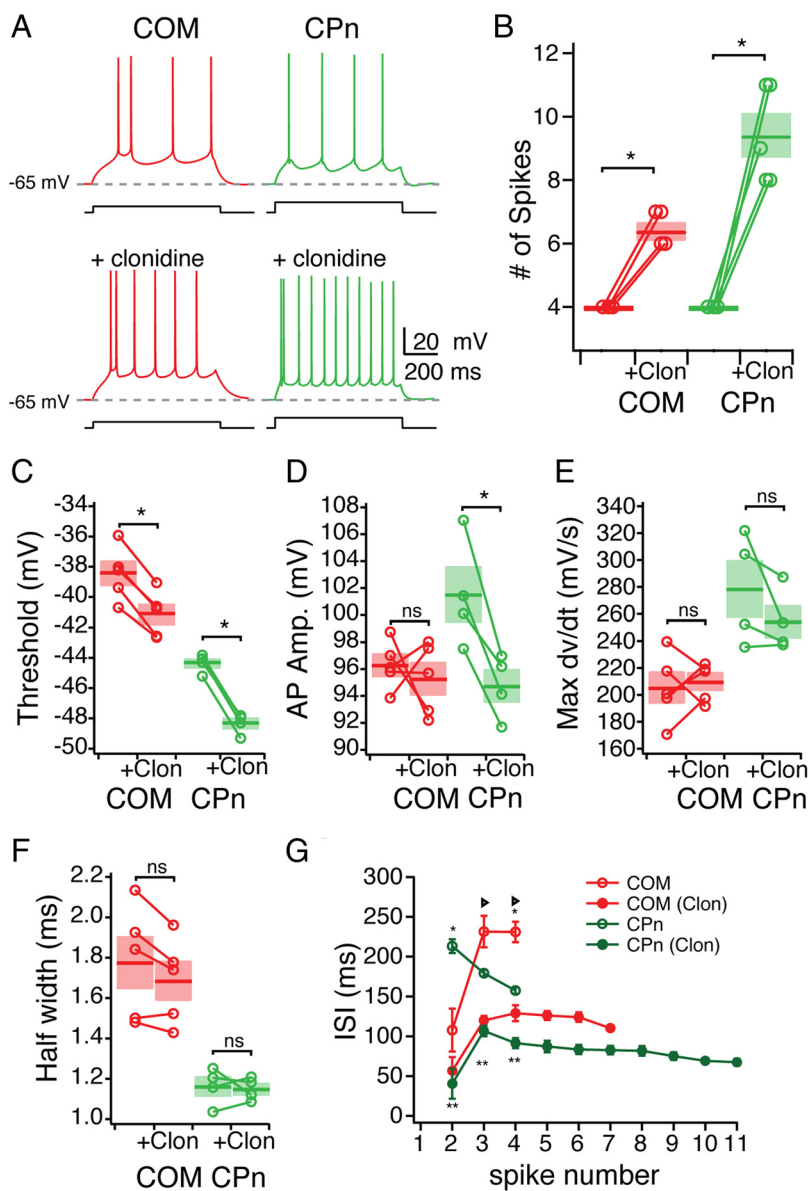 A
COM CPn
-65 mV
+ clonidine + clonidine
20 mV
200 ms
-65 mV
B
# of Spikes
12
10
8
6
4
* *
+Clon +Clon
COM CPn
C
Threshold (mV)
-34
-36
-38
-40
-42
-44
-46
-48
-50
* *
+Clon +Clon
COM CPn
D
AP Amp. (mV)
108
106
104
102
100
98
96
94
92
90
ns *
+Clon +Clon
COM CPn
E
Max dv/dt (mV/s)
340
320
300
280
260
240
220
200
180
160
ns ns
+Clon +Clon
COM CPn
F
Half width (ms)
2.2
2.0
1.8
1.6
1.4
1.2
1.0
ns ns
+Clon +Clon
COM CPn
G
ISI (ms)
300
250
200
150
100
50
0
COM
COM (Clon)
CPn
CPn (Clon)
* *
** ** **
1 2 3 4 5 6 7 8 9 10 11
spike number